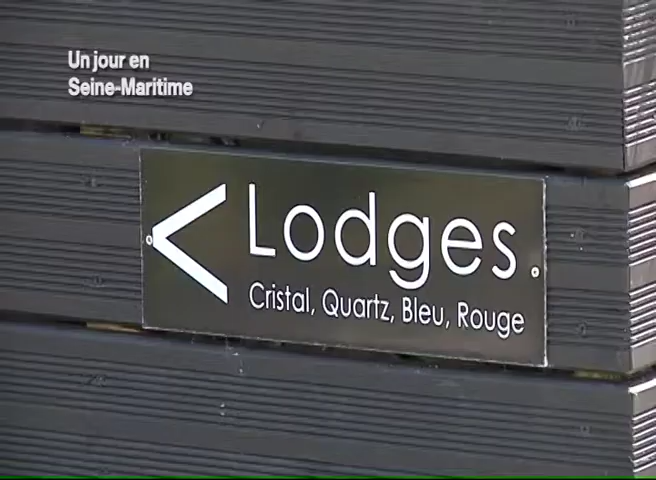 Un jour en
Seine-Maritime
< Lodges
Cristal, Quartz, Bleu, Rouge